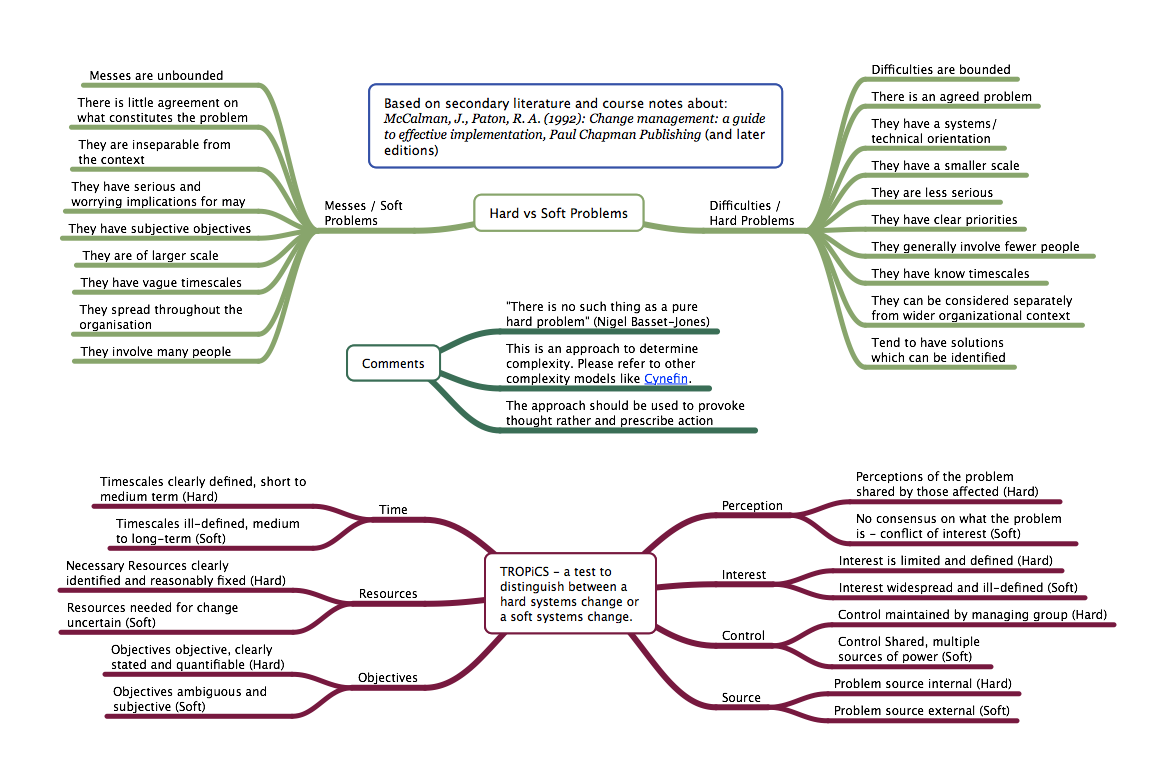 Based on secondary literature and course notes about:
McCalman, J., Paton, R. A. (1992): Change management: a guide
to effective implementation, Paul Chapman Publishing (and later
editions)
Hard vs Soft Problems
Messes / Soft
Problems
Messes are unbounded
There is little agreement on
what constitutes the problem
They are inseparable from
the context
They have serious and
worrying implications for may
They have subjective objectives
They are of larger scale
They have vague timescales
They spread throughout the
organisation
They involve many people
Difficulties /
Hard Problems
Difficulties are bounded
There is an agreed problem
They have a systems/
technical orientation
They have a smaller scale
They are less serious
They have clear priorities
They generally involve fewer people
They have know timescales
They can be considered separately
from wider organizational context
Tend to have solutions
which can be identified
Comments
"There is no such thing as a pure
hard problem" (Nigel Basset-Jones)
This is an approach to determine
complexity. Please refer to other
complexity models like Cynefin.
The approach should be used to provoke
thought rather and prescribe action
TROPiCS - a test to
distinguish between a
hard systems change or
a soft systems change.
Time
Timescales clearly defined, short to
medium term (Hard)
Timescales ill-defined, medium
to long-term (Soft)
Resources
Necessary Resources clearly
identified and reasonably fixed (Hard)
Resources needed for change
uncertain (Soft)
Objectives
Objectives objective, clearly
stated and quantifiable (Hard)
Objectives ambiguous and
subjective (Soft)
Perception
Perceptions of the problem
shared by those affected (Hard)
No consensus on what the problem
is - conflict of interest (Soft)
Interest
Interest is limited and defined (Hard)
Interest widespread and ill-defined (Soft)
Control
Control maintained by managing group (Hard)
Control Shared, multiple
sources of power (Soft)
Source
Problem source internal (Hard)
Problem source external (Soft)